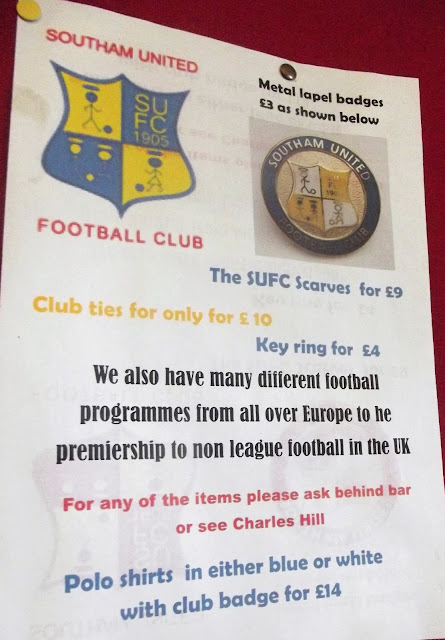 SOUTHAM UNITED
SU
FC
1905
FOOTBALL CLUB
Metal lapel badges
£3 as shown below
SOUTHAM UNITED
FOOTBALL CLUB
The SUFC Scarves for £9
Club ties for only for £ 10
Key ring for £4
We also have many different football
programmes from all over Europe to he
premiership to non league football in the UK
For any of the items please ask behind bar
or see Charles Hill
Polo shirts in either blue or white
with club badge for £14